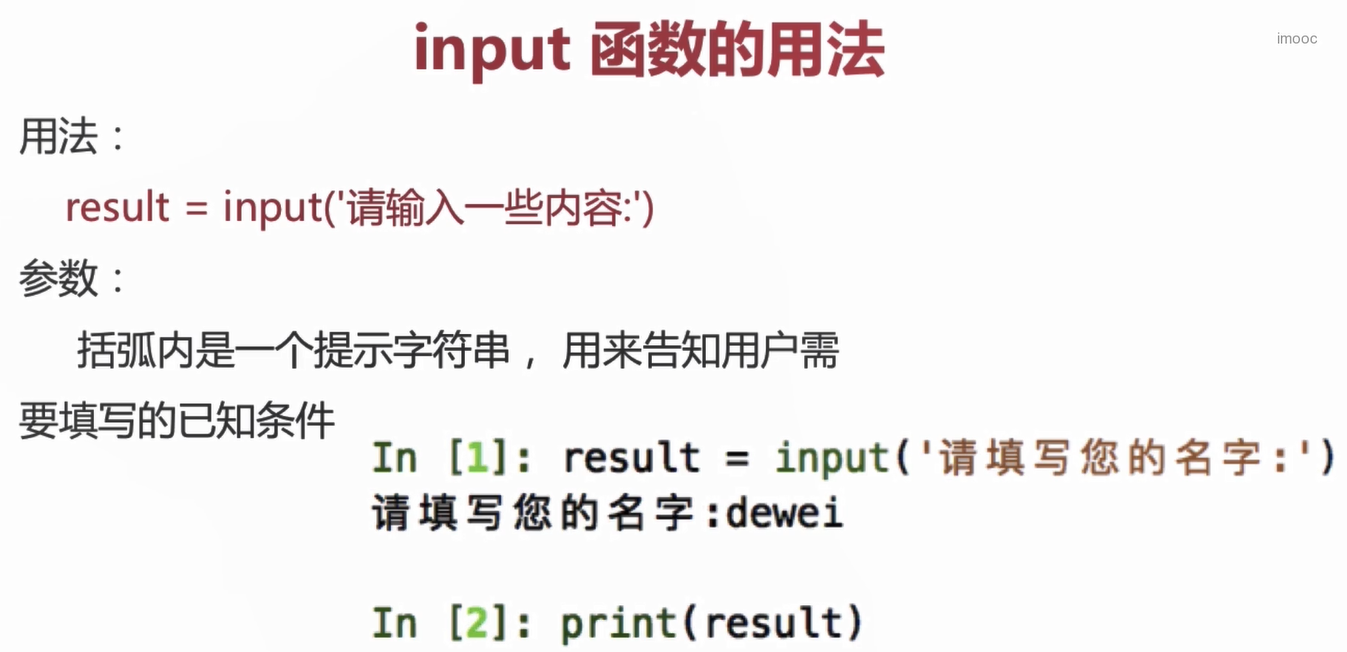 input 函数的用法
imooc
用法：
result = input('请输入一些内容:')
参数：
括弧内是一个提示字符串，用来告知用户需
要填写的已知条件
In [1]: result = input('请填写您的名字:')
请填写您的名字:dewei
In [2]: print(result)